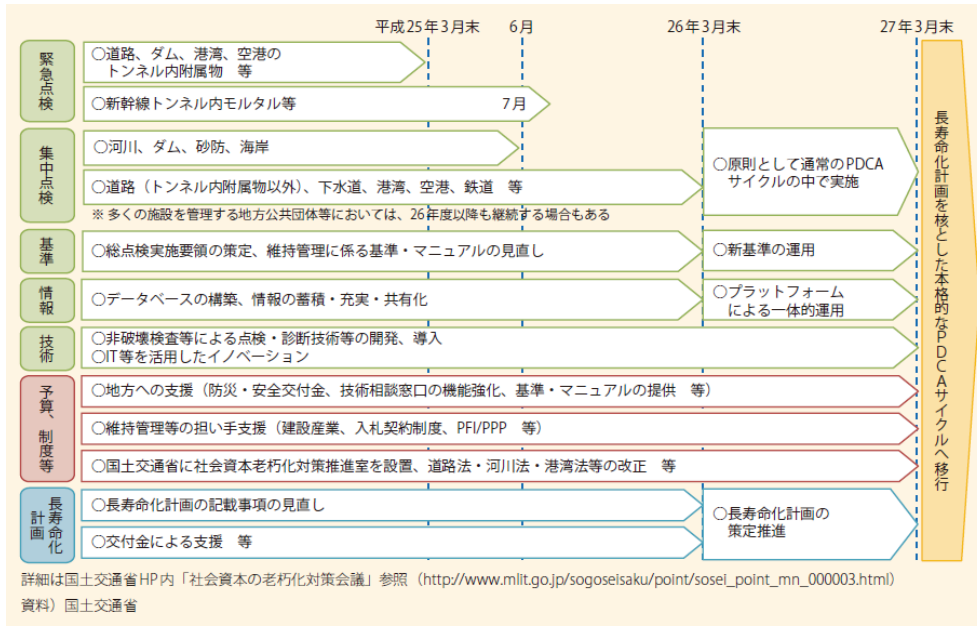 平成25年3月末
6月
26年3月末
27年3月末
緊急点検
○道路、ダム、港湾、空港の
トンネル内附属物　等
○新幹線トンネル内モルタル等
7月
集中点検
○河川、ダム、砂防、海岸
○道路（トンネル内附属物以外）、下水道、港湾、空港、鉄道　等
※ 多くの施設を管理する地方公共団体等においては、26年度以降も継続する場合もある
○原則として通常のPDCA
サイクルの中で実施
基準
○総点検実施要領の策定、維持管理に係る基準・マニュアルの見直し
○新基準の運用
情報
○データベースの構築、情報の蓄積・充実・共有化
○プラットフォーム
による一体的運用
技術
○非破壊検査等による点検・診断技術等の開発、導入
○IT等を活用したイノベーション
予算、制度等
○地方への支援（防災・安全交付金、技術相談窓口の機能強化、基準・マニュアルの提供　等）
○維持管理等の担い手支援（建設産業、入札契約制度、PFI/PPP　等）
○国土交通省に社会資本老朽化対策推進室を設置、道路法・河川法・港湾法等の改正　等
長寿命化
計画
○長寿命化計画の記載事項の見直し
○交付金による支援　等
○長寿命化計画の
策定推進
長寿命化計画を核とした本格的なPDCAサイクルへ移行
詳細は国土交通省HP内「社会資本の老朽化対策会議」参照（http://www.mlit.go.jp/sogoseisaku/point/sosei_point_mn_000003.html）
資料）国土交通省